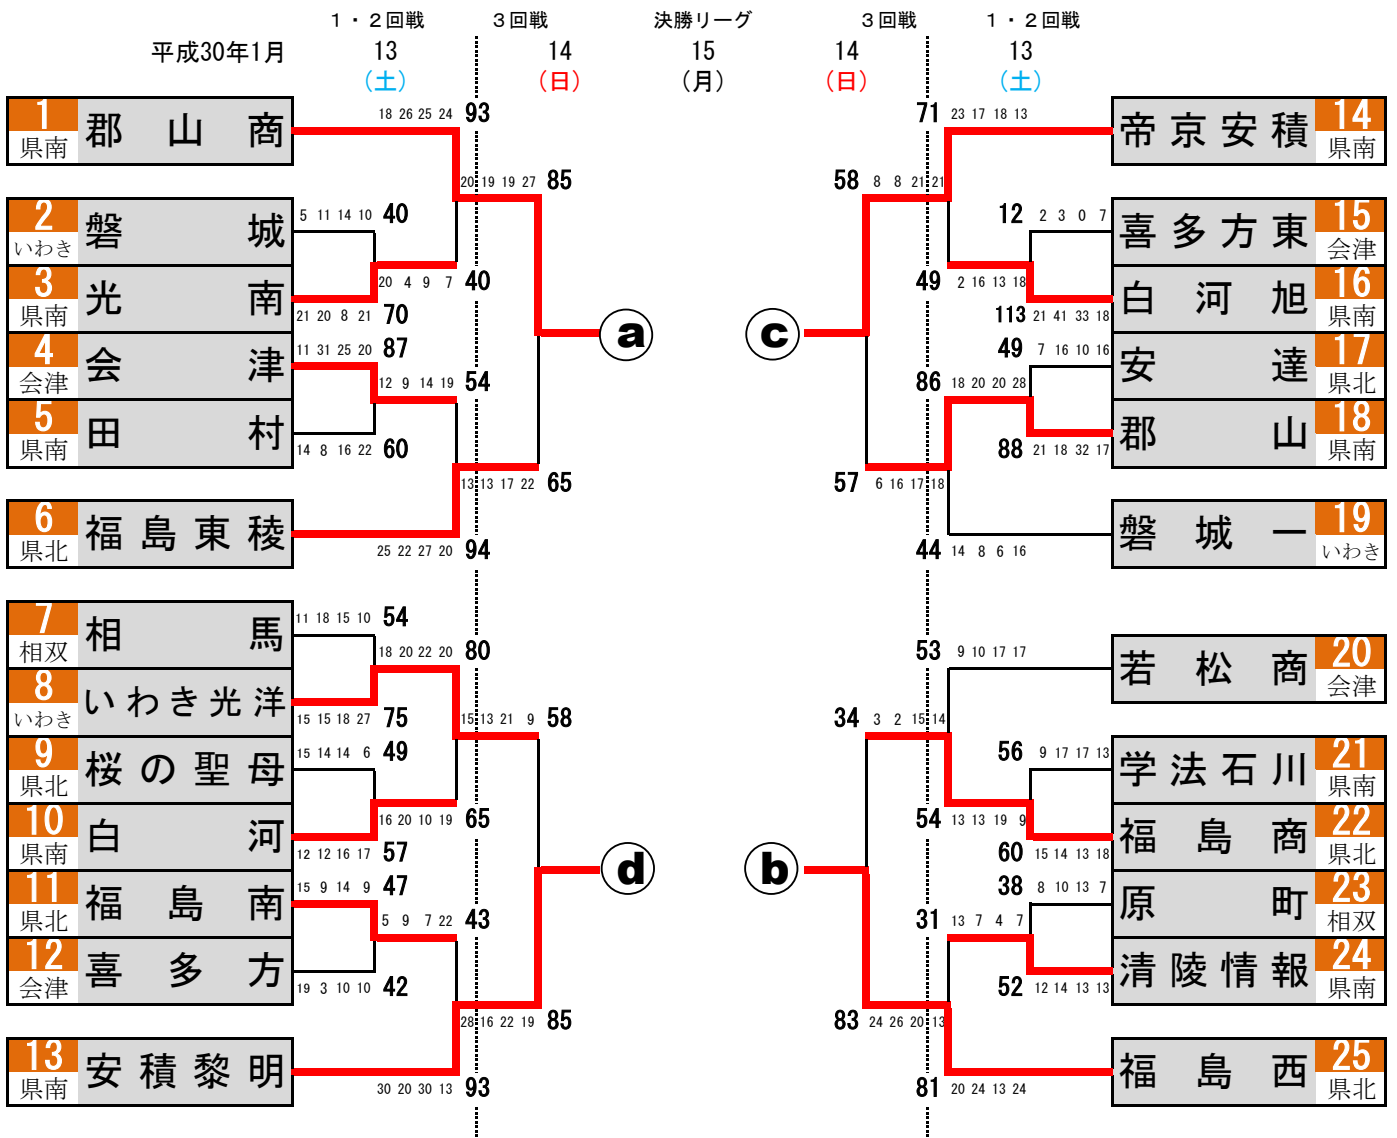 1・2回戦 3回戦 決勝リーグ 3回戦 1・2回戦
平成30年1月 13 14 15 14 13
(土) (日) (月) (日) (土)
1 県南 郡山商
18 26 25 24 93
20 19 19 27 85
2 いわき 磐城
5 11 14 10 40
20 4 9 7 40
3 県南 光南
21 20 8 21 70
a
4 会津 会津
11 31 25 20 87
12 9 14 19 54
5 県南 田村
14 8 16 22 60
13 13 17 22 65
6 県北 福島東稜
25 22 27 20 94
7 相双 相馬
11 18 15 10 54
18 20 22 20 80
8 いわき いわき光洋
15 15 18 27 75
15 13 21 9 58
9 県北 桜の聖母
15 14 14 6 49
16 20 10 19 65
10 県南 白河
12 12 16 17 57
d
11 県北 福島南
15 9 14 9 47
5 9 7 22 43
12 会津 喜多方
19 3 10 10 42
28 16 22 19 85
13 県南 安積黎明
30 20 30 13 93
71 23 17 18 13
帝京安積 14 県南
58 8 8 21 21
12 2 3 0 7
喜多方東 15 会津
49 2 16 13 18
白河旭 16 県南
113 21 41 33 18
c
49 7 16 10 16
安達 17 県北
86 18 20 20 28
郡山 18 県南
88 21 18 32 17
57 6 16 17 18
磐城一 19 いわき
44 14 8 6 16
53 9 10 17 17
若松商 20 会津
34 3 2 15 14
56 9 17 17 13
学法石川 21 県南
54 13 13 19 9
福島商 22 県北
60 15 14 13 18
b
38 8 10 13 7
原町 23 相双
31 13 7 4 7
清陵情報 24 県南
52 12 14 13 13
83 24 26 20 13
福島西 25 県北
81 20 24 13 24